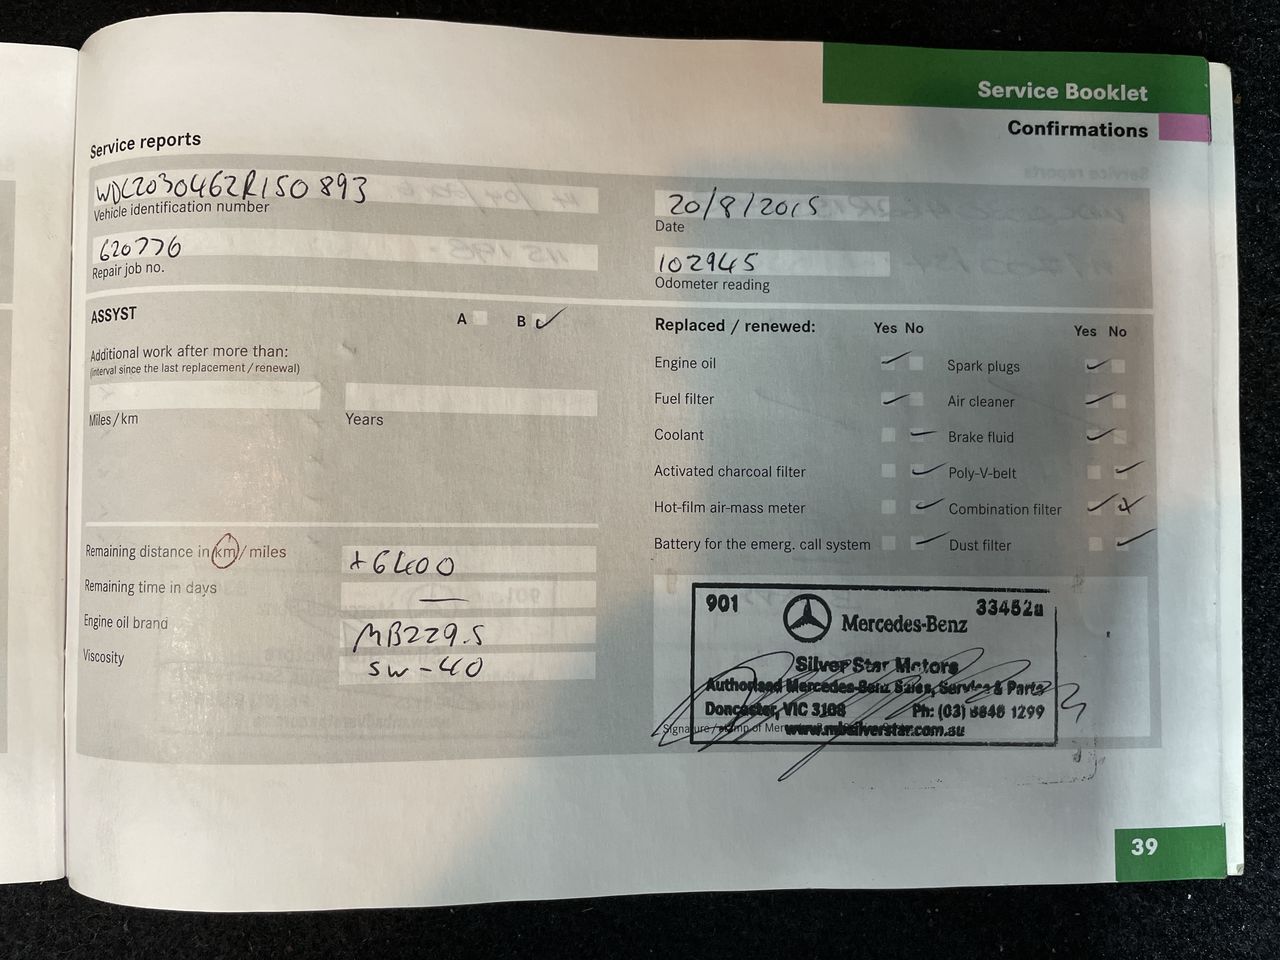 Service Booklet
Confirmations
Service reports
WDC2030462R150893
Vehicle identification number
20/8/2015
Date
620776
Repair job no.
102945
Odometer reading
ASSYST
A B ✓
Additional work after more than:
(interval since the last replacement / renewal)
Miles / km
Years
Remaining distance in km / miles
+6400
Remaining time in days
—
Engine oil brand
MB229.5
Viscosity
5w-40
Replaced / renewed: Yes No Yes No
Engine oil Spark plugs
Fuel filter Air cleaner
Coolant Brake fluid
Activated charcoal filter Poly-V-belt
Hot-film air-mass meter Combination filter
Battery for the emerg. call system Dust filter
901 33452u
Mercedes-Benz
Silver Star Motors
Authorised Mercedes-Benz Sales, Service & Parts
Doncaster, VIC 3108 Ph: (03) 8848 1299
www.mbsilverstar.com.au
Signature / stamp of
39